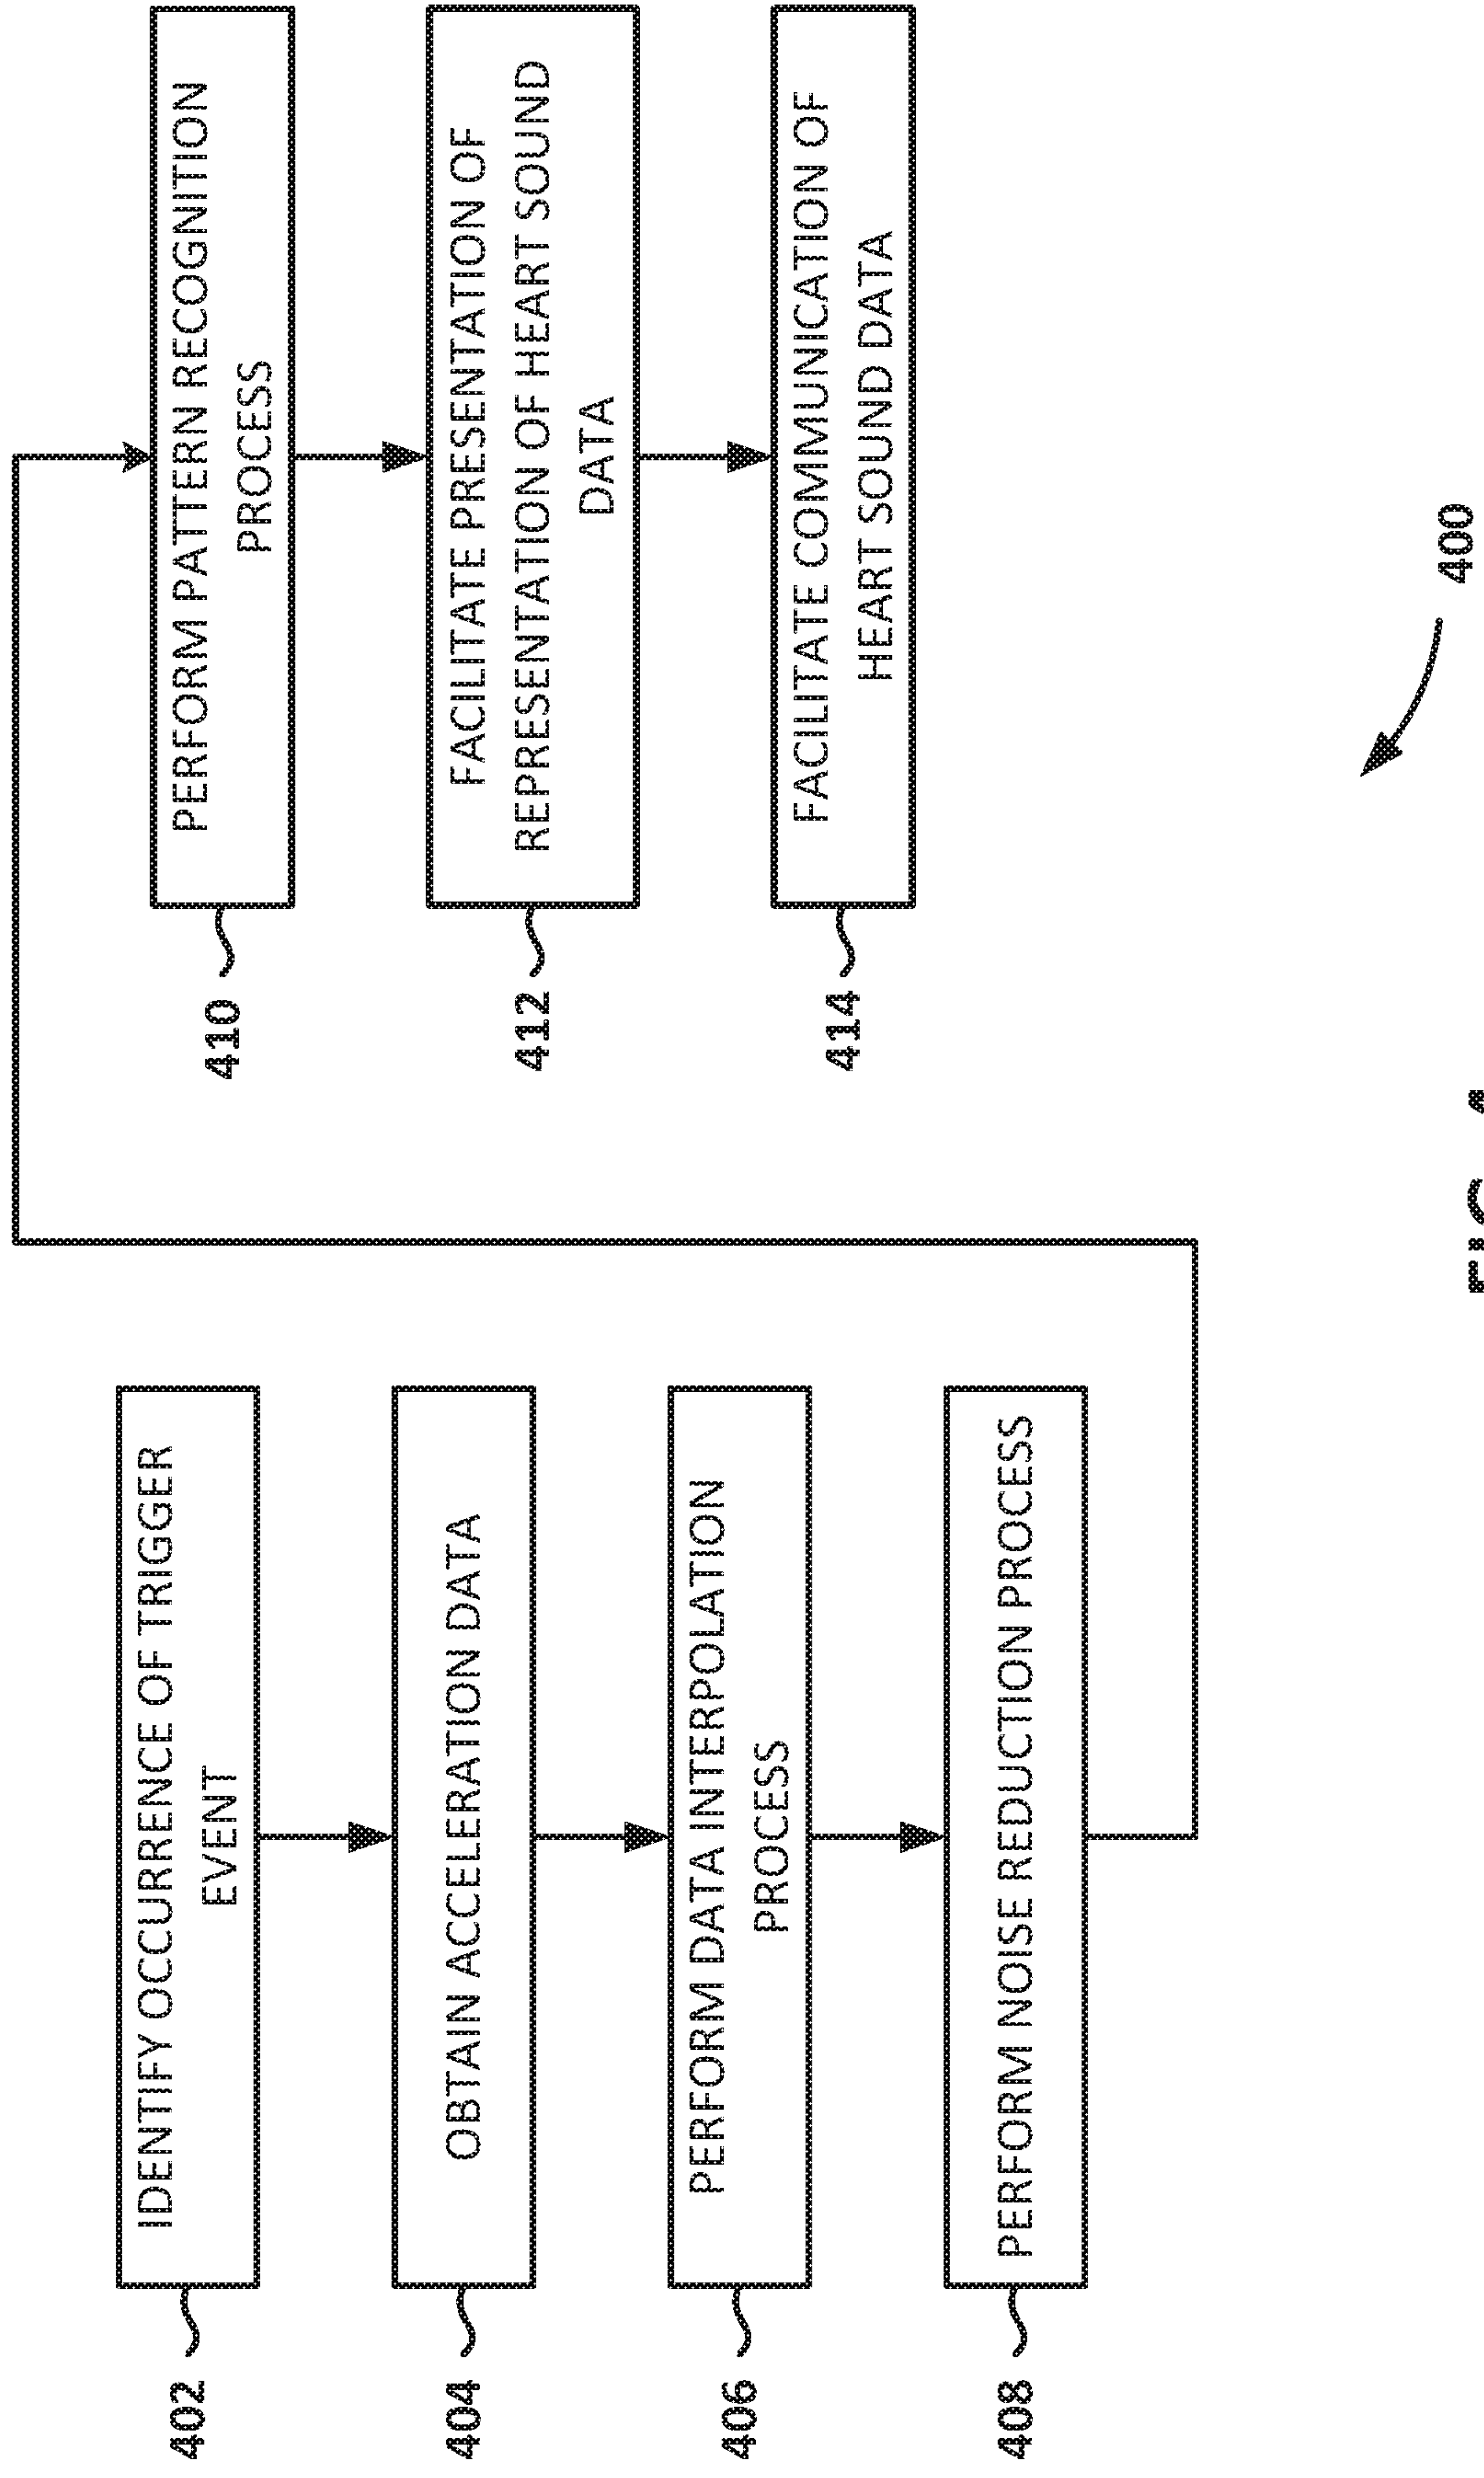 402
IDENTIFY OCCURRENCE OF TRIGGER
EVENT
404
OBTAIN ACCELERATION DATA
406
PERFORM DATA INTERPOLATION
PROCESS
408
PERFORM NOISE REDUCTION PROCESS
410
PERFORM PATTERN RECOGNITION
PROCESS
412
FACILITATE PRESENTATION OF
REPRESENTATION OF HEART SOUND
DATA
414
FACILITATE COMMUNICATION OF
HEART SOUND DATA
400